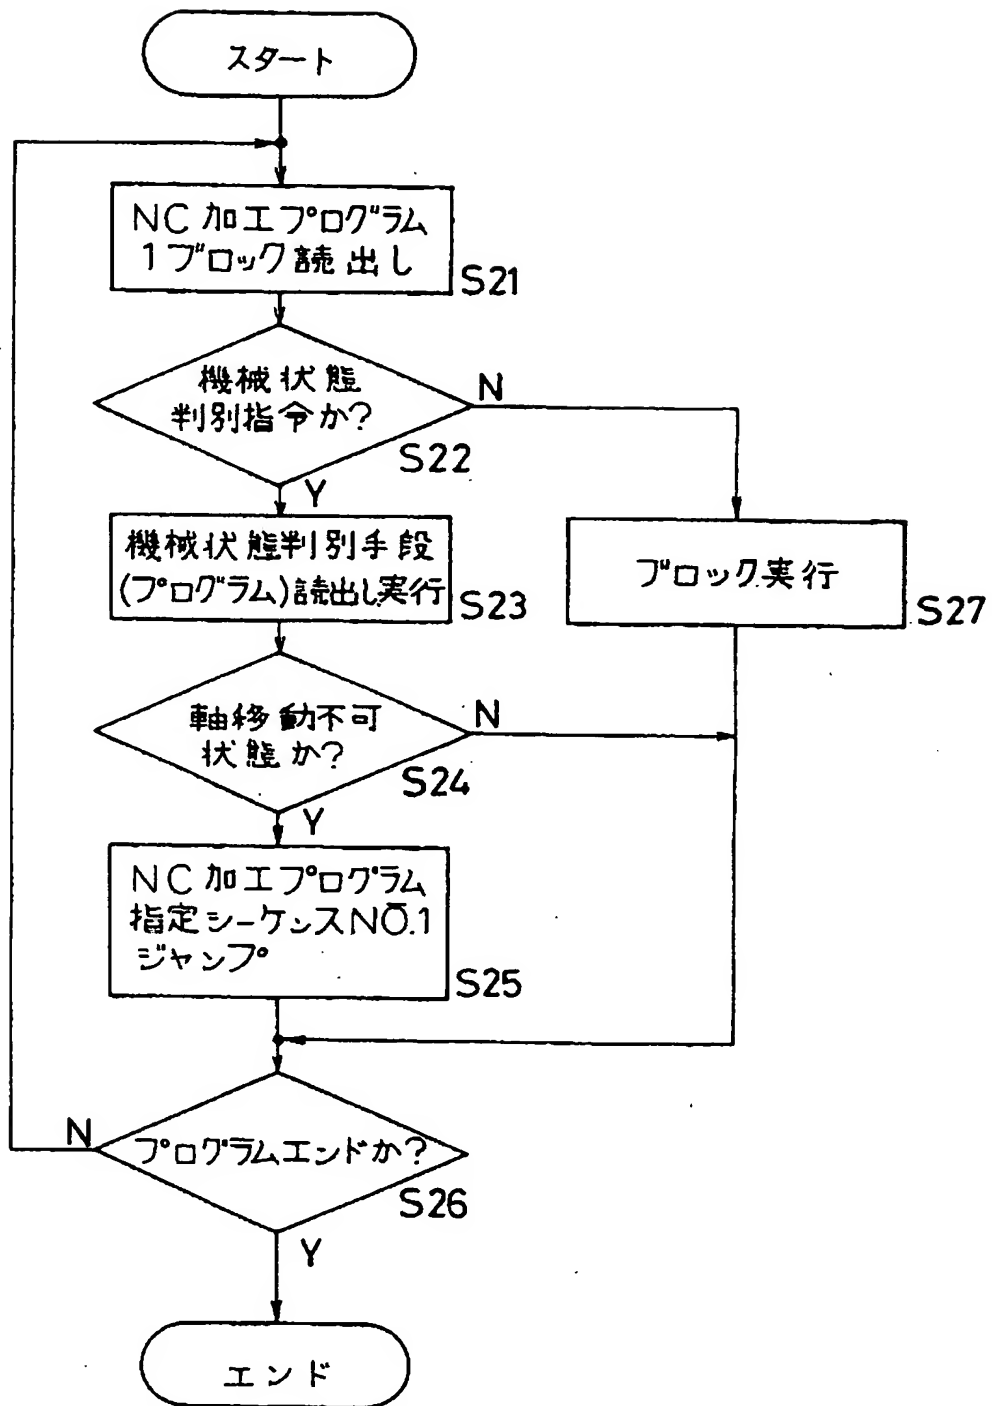 スタート
NC加工プログラム
1ブロック読出し
S21
機械状態
判別指令か?
N
S22
Y
機械状態判別手段
(プログラム)読出し実行
S23
ブロック実行
S27
軸移動不可
状態か?
N
S24
Y
NC加工プログラム
指定シーケンスNO.1
ジャンプ
S25
N
プログラムエンドか?
S26
Y
エンド